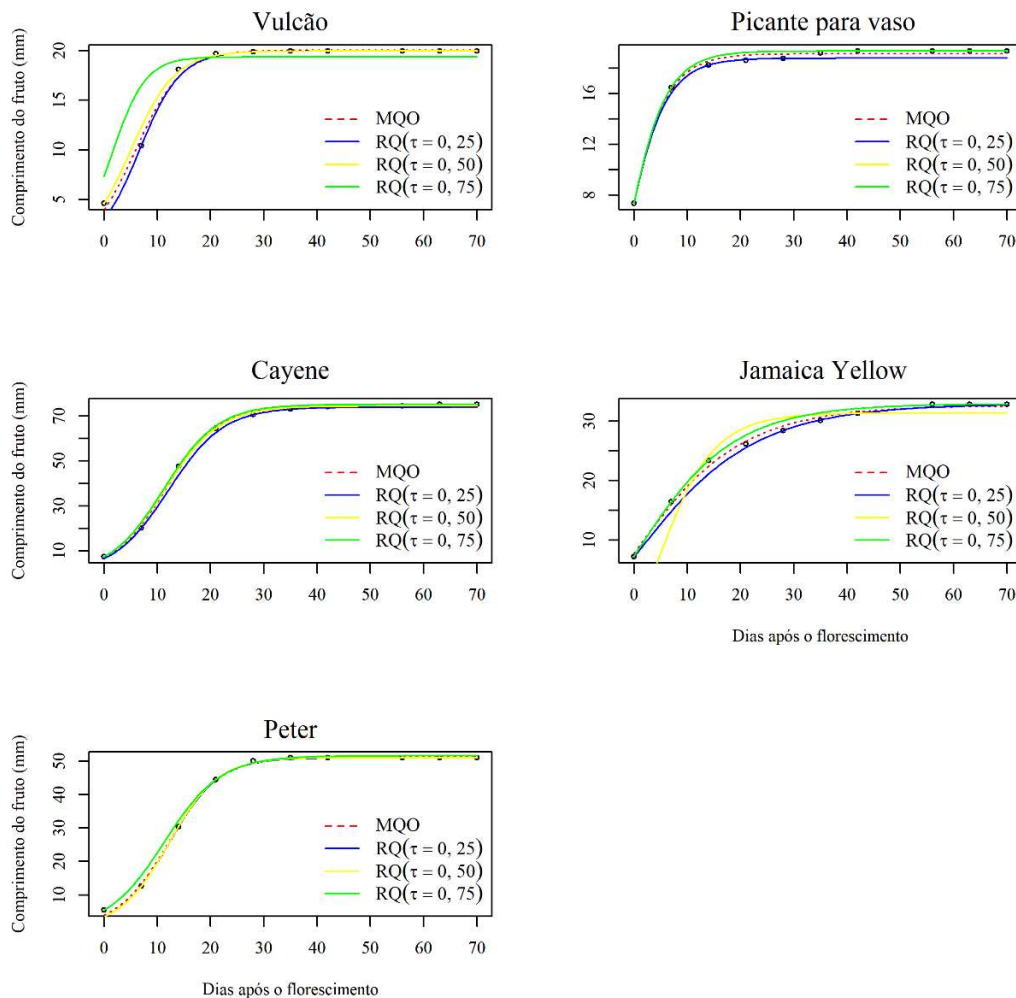 Vulcão
Comprimento do fruto (mm)
20
15
10
5
MQO
RQ(τ = 0, 25)
RQ(τ = 0, 50)
RQ(τ = 0, 75)
0 10 20 30 40 50 60 70
Picante para vaso
16
12
8
MQO
RQ(τ = 0, 25)
RQ(τ = 0, 50)
RQ(τ = 0, 75)
0 10 20 30 40 50 60 70
Cayene
Comprimento do fruto (mm)
70
50
30
10
MQO
RQ(τ = 0, 25)
RQ(τ = 0, 50)
RQ(τ = 0, 75)
0 10 20 30 40 50 60 70
Jamaica Yellow
30
20
10
MQO
RQ(τ = 0, 25)
RQ(τ = 0, 50)
RQ(τ = 0, 75)
0 10 20 30 40 50 60 70
Dias após o florescimento
Peter
Comprimento do fruto (mm)
50
40
30
20
10
MQO
RQ(τ = 0, 25)
RQ(τ = 0, 50)
RQ(τ = 0, 75)
0 10 20 30 40 50 60 70
Dias após o florescimento